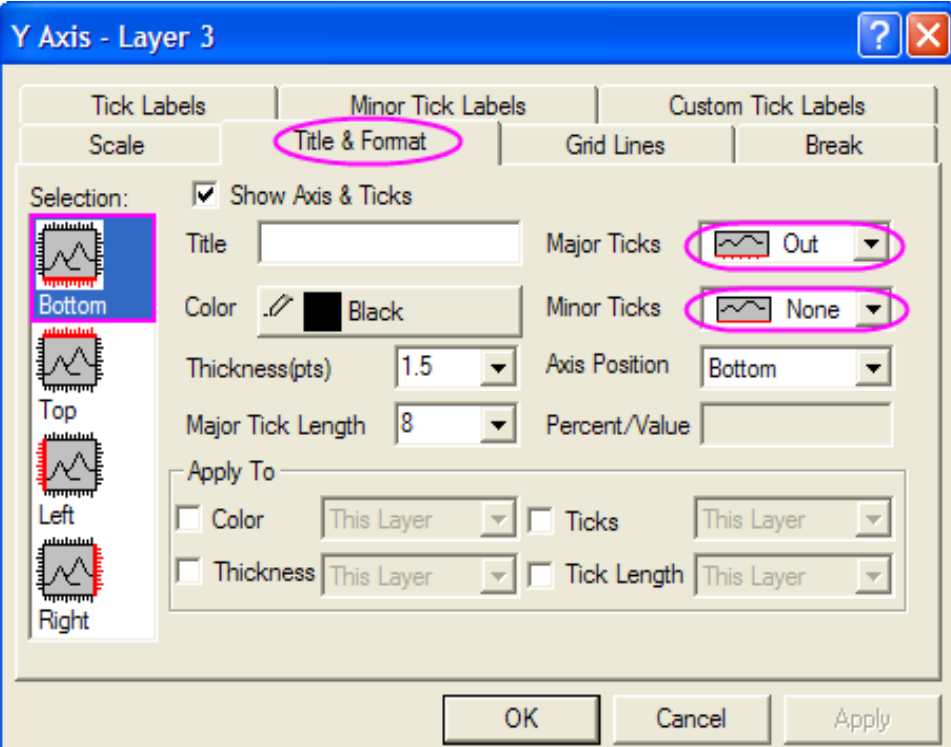 Y Axis - Layer 3
Tick Labels Minor Tick Labels Custom Tick Labels
Scale Title & Format Grid Lines Break
Selection: Show Axis & Ticks
Title Major Ticks Out
Bottom Color Black Minor Ticks None
Thickness(pts) 1.5 Axis Position Bottom
Top Major Tick Length 8 Percent/Value
Apply To
Left Color This Layer Ticks This Layer
Thickness This Layer Tick Length This Layer
Right
OK Cancel Apply